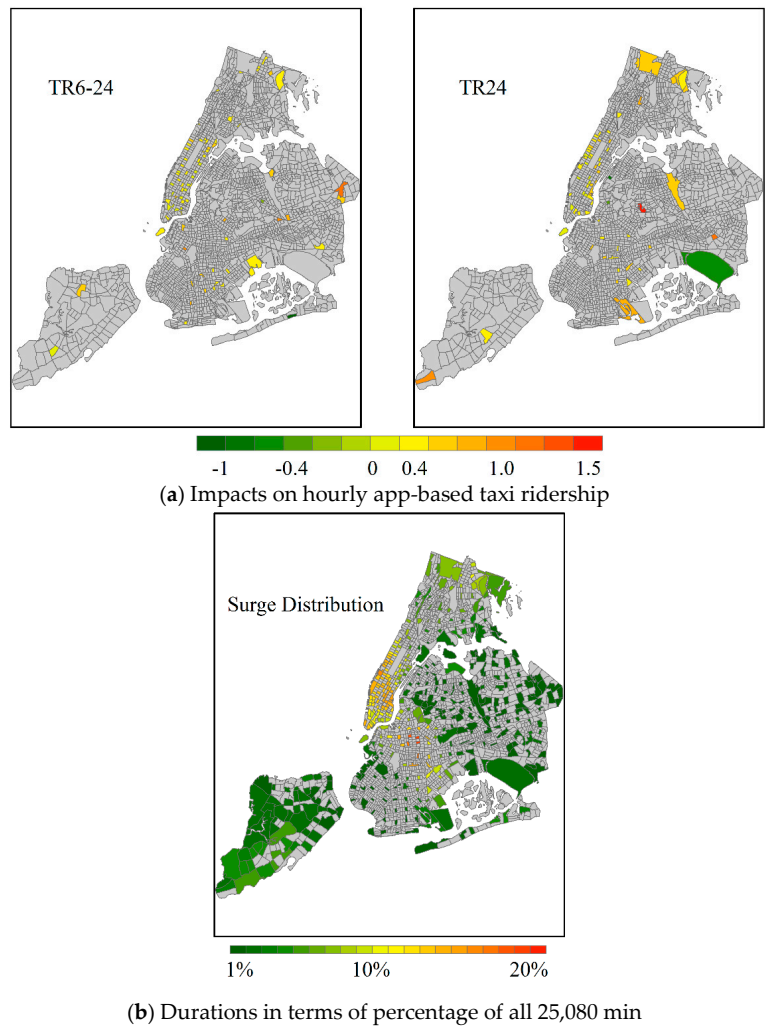 TR6-24
TR24
-1 -0.4 0 0.4 1.0 1.5
(a) Impacts on hourly app-based taxi ridership
Surge Distribution
1% 10% 20%
(b) Durations in terms of percentage of all 25,080 min